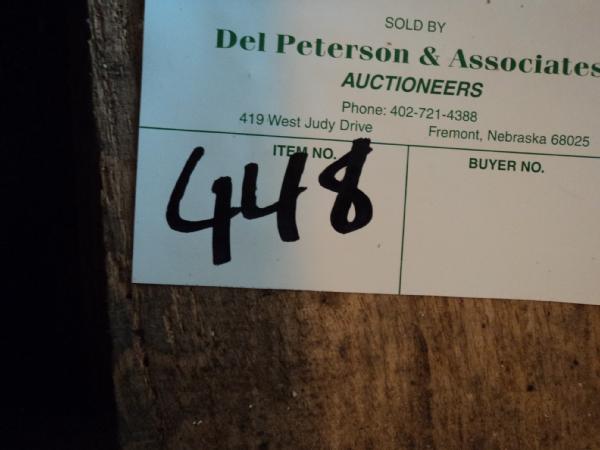 SOLD BY
Del Peterson & Associates
AUCTIONEERS
Phone: 402-721-4388
419 West Judy Drive Fremont, Nebraska 68025
ITEM NO. BUYER NO.
448